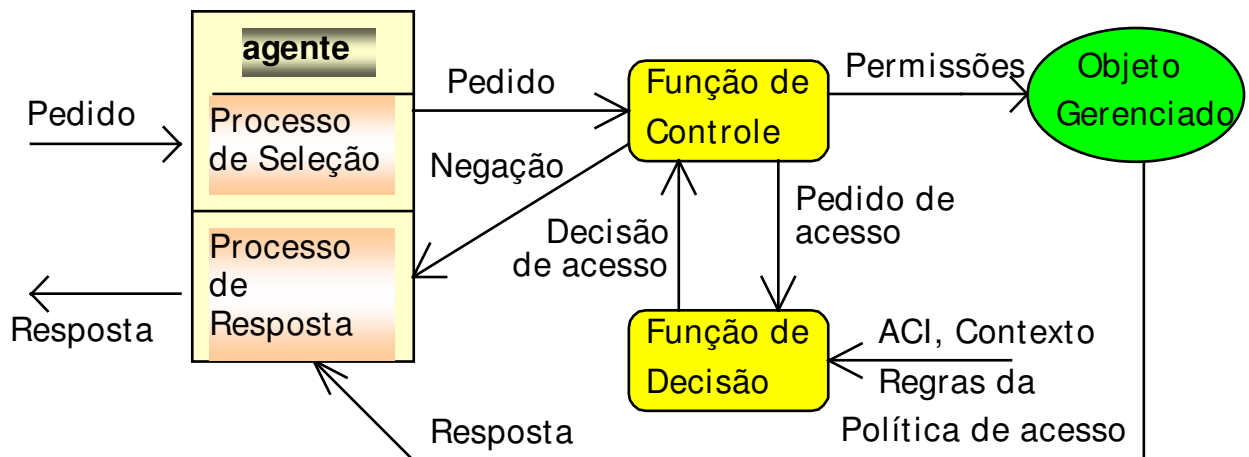 agente
Pedido
Processo
de Seleção
Processo
de
Resposta
Resposta
Pedido
Negação
Função de
Controle
Permissões
Objeto
Gerenciado
Decisão
de acesso
Pedido de
acesso
Função de
Decisão
ACI, Contexto
Regras da
Política de acesso
Resposta